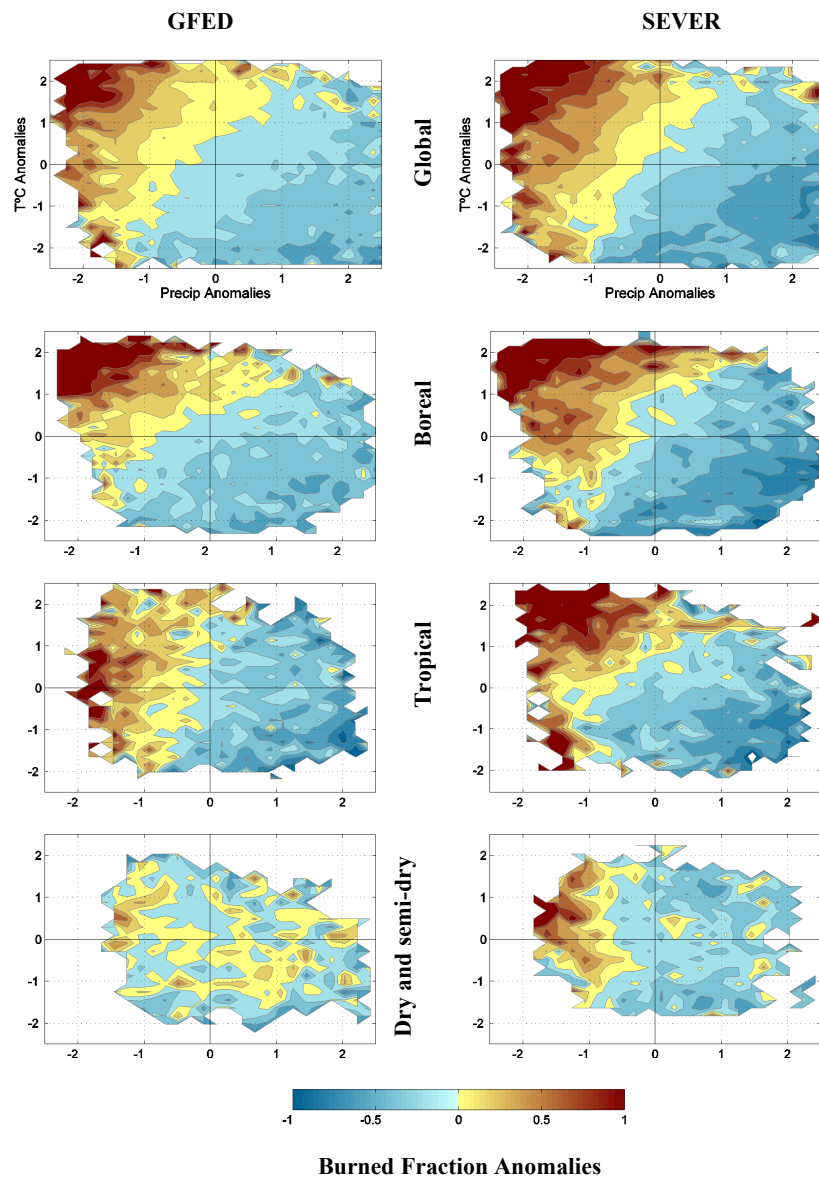 GFED SEVER
2 2
1 1
0 0
-1 -1
-2 -2
TºC Anomalies TºC Anomalies
Global
-2 -1 0 1 2 -2 -1 0 1 2
Precip Anomalies Precip Anomalies
2 2
1 1
0 0
-1 -1
-2 -2
Boreal
-2 -1 2 1 2 -2 -1 0 1 2
2 2
1 1
0 0
-1 -1
-2 -2
Tropical
-2 -1 0 1 2 -2 -1 0 1 2
2 2
1 1
0 0
-1 -1
-2 -2
Dry and semi-dry
-2 -1 0 1 2 -2 -1 0 1 2
-1 -0.5 0 0.5 1
Burned Fraction Anomalies